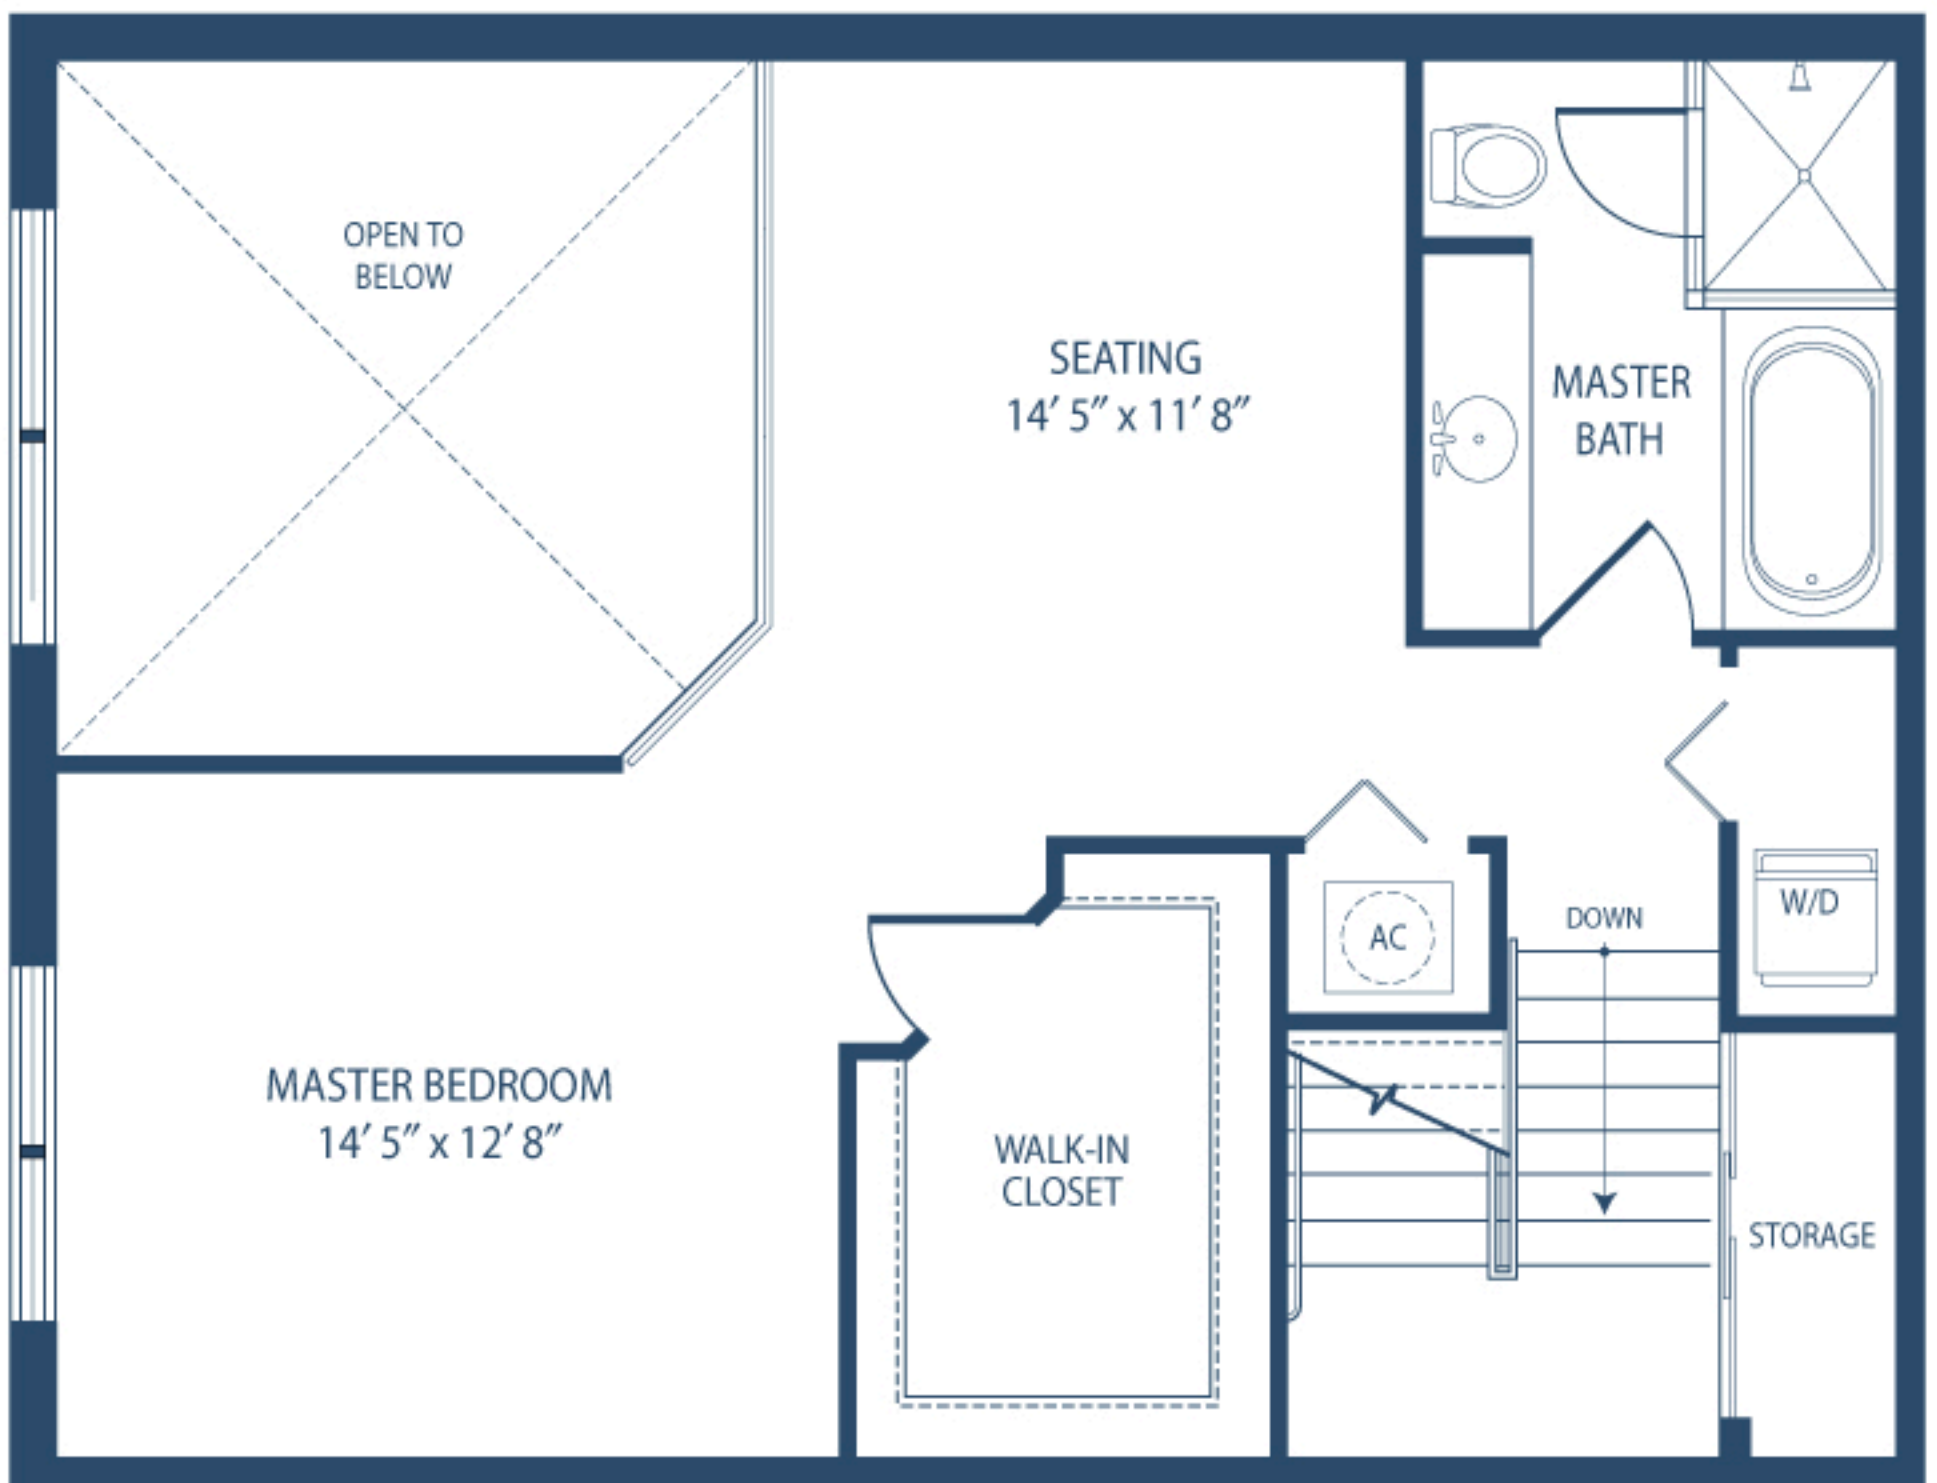 OPEN TO
BELOW
SEATING
14′ 5″ x 11′ 8″
MASTER
BATH
MASTER BEDROOM
14′ 5″ x 12′ 8″
WALK-IN
CLOSET
AC
DOWN
W/D
STORAGE